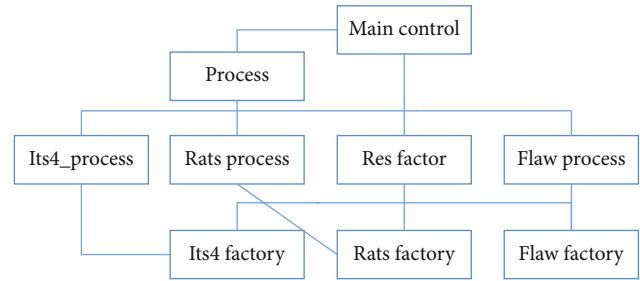 Main control
Process
Its4_process
Rats process
Res factor
Flaw process
Its4 factory
Rats factory
Flaw factory